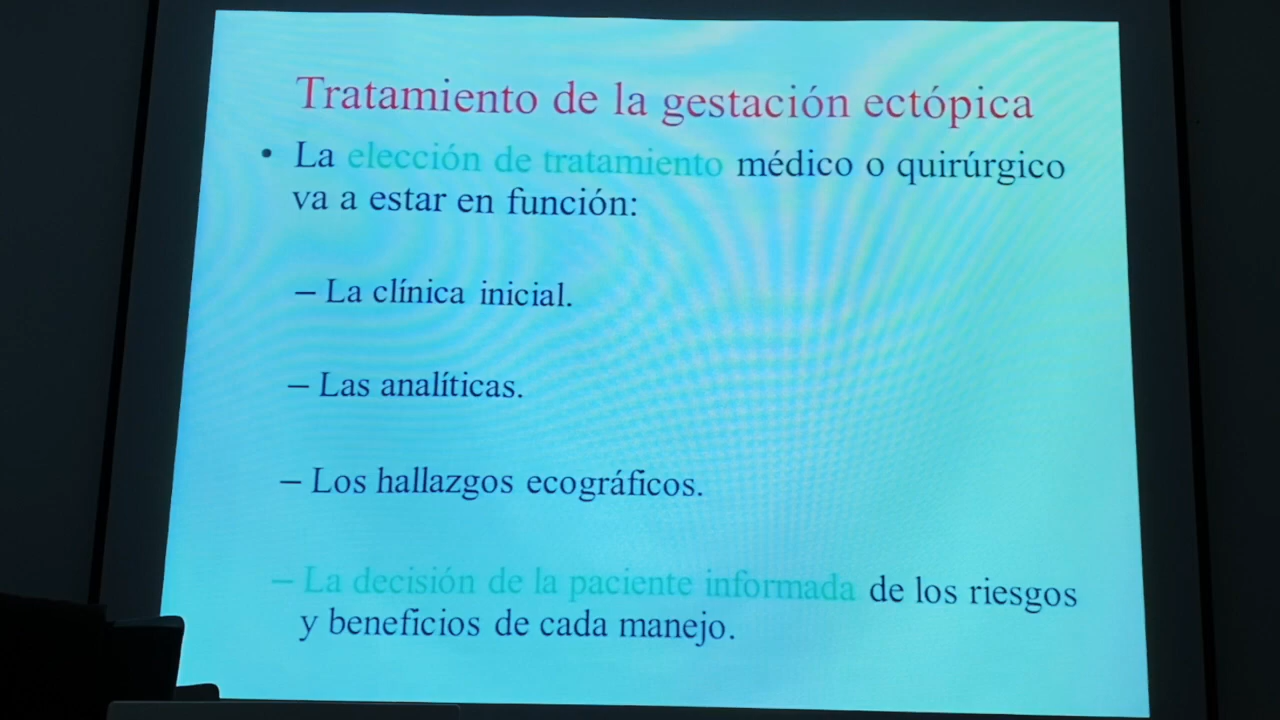 Tratamiento de la gestación ectópica
• La elección de tratamiento médico o quirúrgico
va a estar en función:
– La clínica inicial.
– Las analíticas.
– Los hallazgos ecográficos.
– La decisión de la paciente informada de los riesgos
y beneficios de cada manejo.